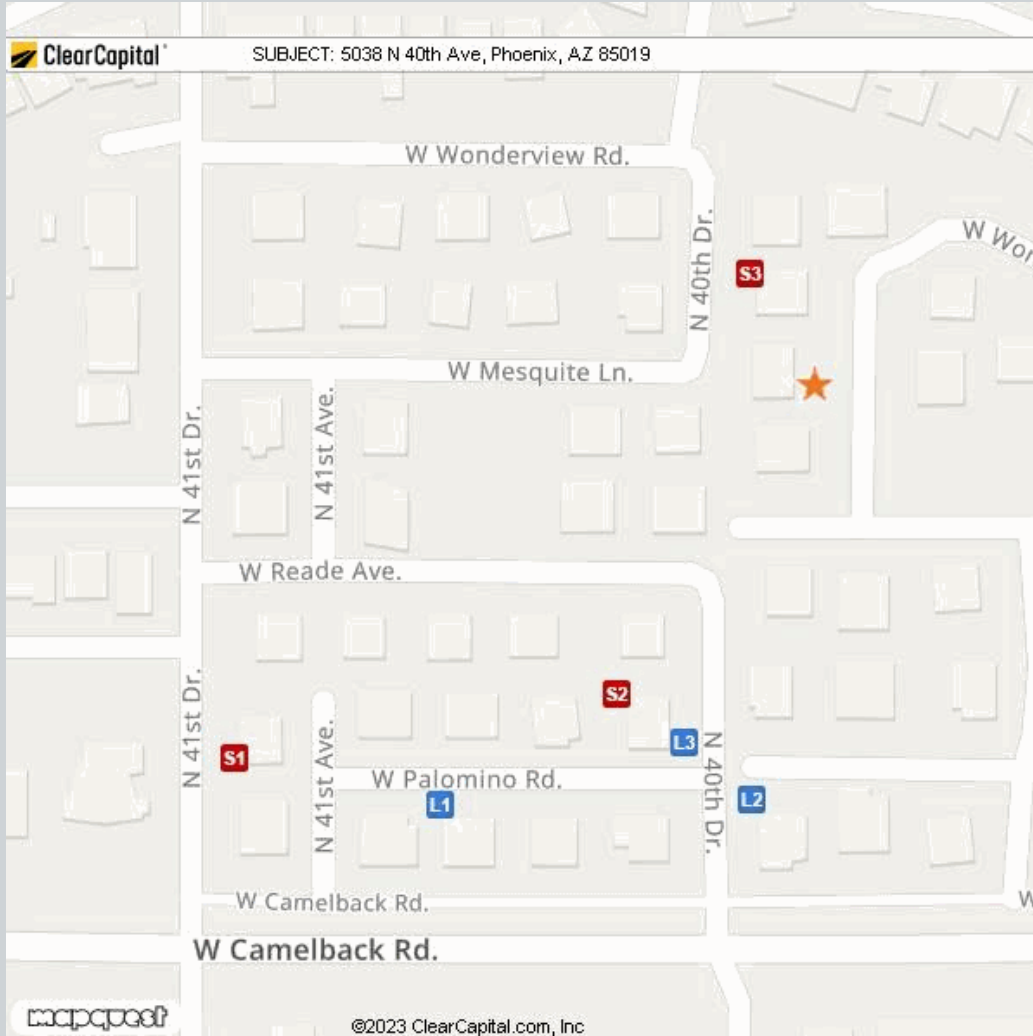 ClearCapital
SUBJECT: 5038 N 40th Ave, Phoenix, AZ 85019
W Wonderview Rd.
N 40th Dr.
W Wor
S3
W Mesquite Ln.
N 41st Dr.
N 41st Ave.
W Reade Ave.
S2
N 41st Dr.
S1
N 41st Ave.
L3
N 40th Dr.
W Palomino Rd.
L1
L2
W Camelback Rd.
W
W Camelback Rd.
mapquest
©2023 ClearCapital.com, Inc